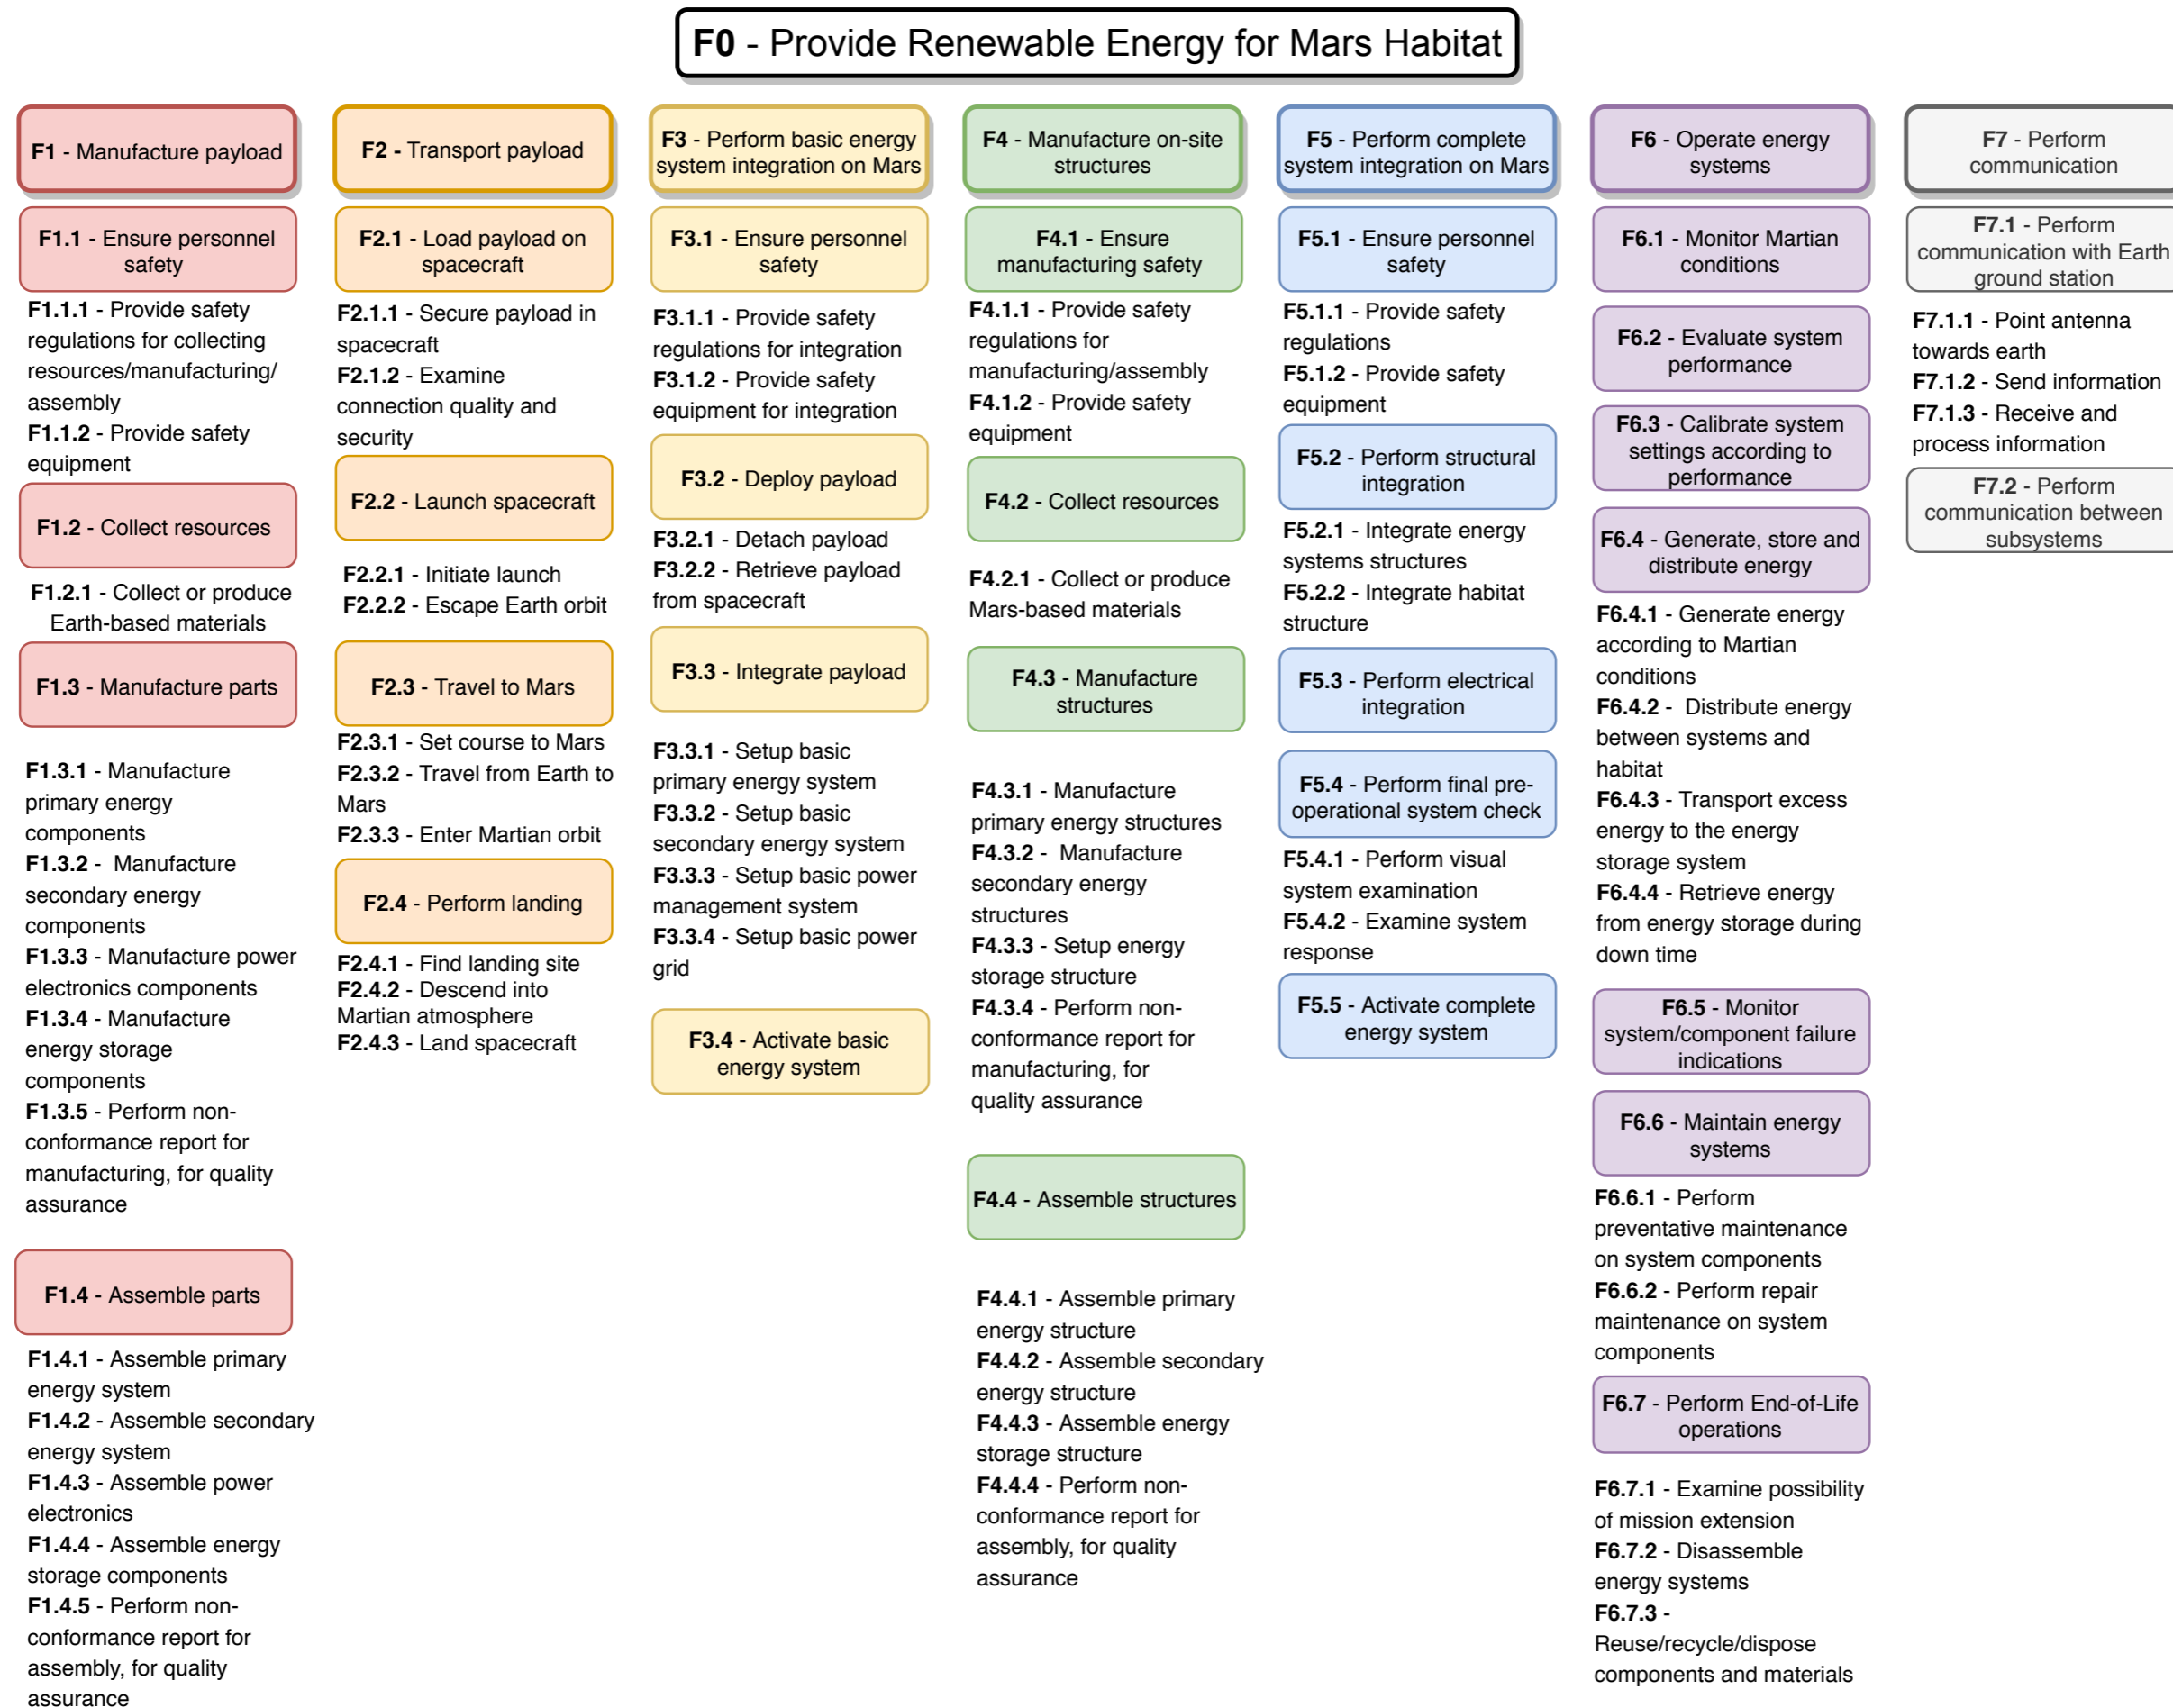 F0 - Provide Renewable Energy for Mars Habitat
F1 - Manufacture payload
F1.1 - Ensure personnel
safety
F1.1.1 - Provide safety
regulations for collecting
resources/manufacturing/
assembly
F1.1.2 - Provide safety
equipment
F1.2 - Collect resources
F1.2.1 - Collect or produce
Earth-based materials
F1.3 - Manufacture parts
F1.3.1 - Manufacture
primary energy
components
F1.3.2 -  Manufacture
secondary energy
components
F1.3.3 - Manufacture power
electronics components
F1.3.4 - Manufacture
energy storage
components
F1.3.5 - Perform non-
conformance report for
manufacturing, for quality
assurance
F1.4 - Assemble parts
F1.4.1 - Assemble primary
energy system
F1.4.2 - Assemble secondary
energy system
F1.4.3 - Assemble power
electronics
F1.4.4 - Assemble energy
storage components
F1.4.5 - Perform non-
conformance report for
assembly, for quality
assurance
F2 - Transport payload
F2.1 - Load payload on
spacecraft
F2.1.1 - Secure payload in
spacecraft
F2.1.2 - Examine
connection quality and
security
F2.2 - Launch spacecraft
F2.2.1 - Initiate launch
F2.2.2 - Escape Earth orbit
F2.3 - Travel to Mars
F2.3.1 - Set course to Mars
F2.3.2 - Travel from Earth to
Mars
F2.3.3 - Enter Martian orbit
F2.4 - Perform landing
F2.4.1 - Find landing site
F2.4.2 - Descend into
Martian atmosphere
F2.4.3 - Land spacecraft
F3 - Perform basic energy
system integration on Mars
F3.1 - Ensure personnel
safety
F3.1.1 - Provide safety
regulations for integration
F3.1.2 - Provide safety
equipment for integration
F3.2 - Deploy payload
F3.2.1 - Detach payload
F3.2.2 - Retrieve payload
from spacecraft
F3.3 - Integrate payload
F3.3.1 - Setup basic
primary energy system
F3.3.2 - Setup basic
secondary energy system
F3.3.3 - Setup basic power
management system
F3.3.4 - Setup basic power
grid
F3.4 - Activate basic
energy system
F4 - Manufacture on-site
structures
F4.1 - Ensure
manufacturing safety
F4.1.1 - Provide safety
regulations for
manufacturing/assembly
F4.1.2 - Provide safety
equipment
F4.2 - Collect resources
F4.2.1 - Collect or produce
Mars-based materials
F4.3 - Manufacture
structures
F4.3.1 - Manufacture
primary energy structures
F4.3.2 -  Manufacture
secondary energy
structures
F4.3.3 - Setup energy
storage structure
F4.3.4 - Perform non-
conformance report for
manufacturing, for
quality assurance
F4.4 - Assemble structures
F4.4.1 - Assemble primary
energy structure
F4.4.2 - Assemble secondary
energy structure
F4.4.3 - Assemble energy
storage structure
F4.4.4 - Perform non-
conformance report for
assembly, for quality
assurance
F5 - Perform complete
system integration on Mars
F5.1 - Ensure personnel
safety
F5.1.1 - Provide safety
regulations
F5.1.2 - Provide safety
equipment
F5.2 - Perform structural
integration
F5.2.1 - Integrate energy
systems structures
F5.2.2 - Integrate habitat
structure
F5.3 - Perform electrical
integration
F5.4 - Perform final pre-
operational system check
F5.4.1 - Perform visual
system examination
F5.4.2 - Examine system
response
F5.5 - Activate complete
energy system
F6 - Operate energy
systems
F6.1 - Monitor Martian
conditions
F6.2 - Evaluate system
performance
F6.3 - Calibrate system
settings according to
performance
F6.4 - Generate, store and
distribute energy
F6.4.1 - Generate energy
according to Martian
conditions
F6.4.2 -  Distribute energy
between systems and
habitat
F6.4.3 - Transport excess
energy to the energy
storage system
F6.4.4 - Retrieve energy
from energy storage during
down time
F6.5 - Monitor
system/component failure
indications
F6.6 - Maintain energy
systems
F6.6.1 - Perform
preventative maintenance
on system components
F6.6.2 - Perform repair
maintenance on system
components
F6.7 - Perform End-of-Life
operations
F6.7.1 - Examine possibility
of mission extension
F6.7.2 - Disassemble
energy systems
F6.7.3 -
Reuse/recycle/dispose
components and materials
F7 - Perform
communication
F7.1 - Perform
communication with Earth
ground station
F7.1.1 - Point antenna
towards earth
F7.1.2 - Send information
F7.1.3 - Receive and
process information
F7.2 - Perform
communication between
subsystems